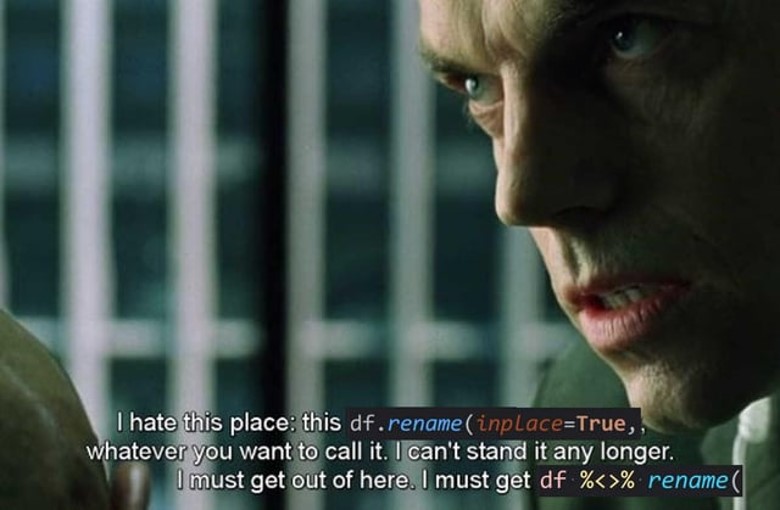 I hate this place: this df.rename(inplace=True,,
whatever you want to call it. I can't stand it any longer.
I must get out of here. I must get df %<>% rename(